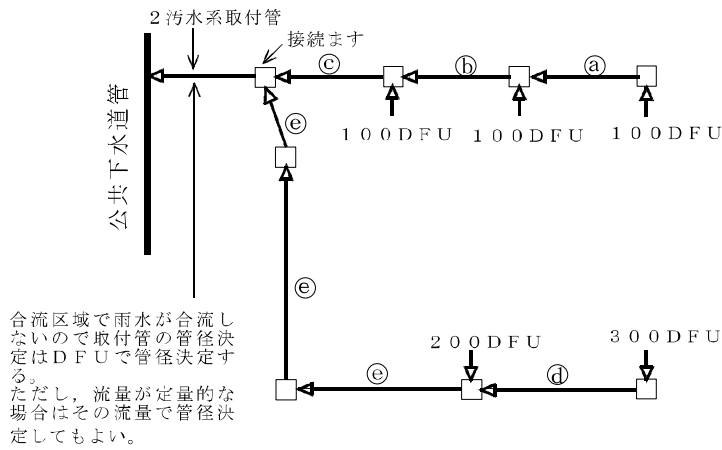 ２汚水系取付管
接続ます
ⓒ
ⓑ
ⓐ
ⓔ
１００ＤＦＵ
１００ＤＦＵ
１００ＤＦＵ
公共下水道管
ⓔ
合流区域で雨水が合流し
ないので取付管の管径決
定はＤＦＵで管径決定す
る。
ただし，流量が定量的な
場合はその流量で管径決
定してもよい。
２００ＤＦＵ
３００ＤＦＵ
ⓔ
ⓓ